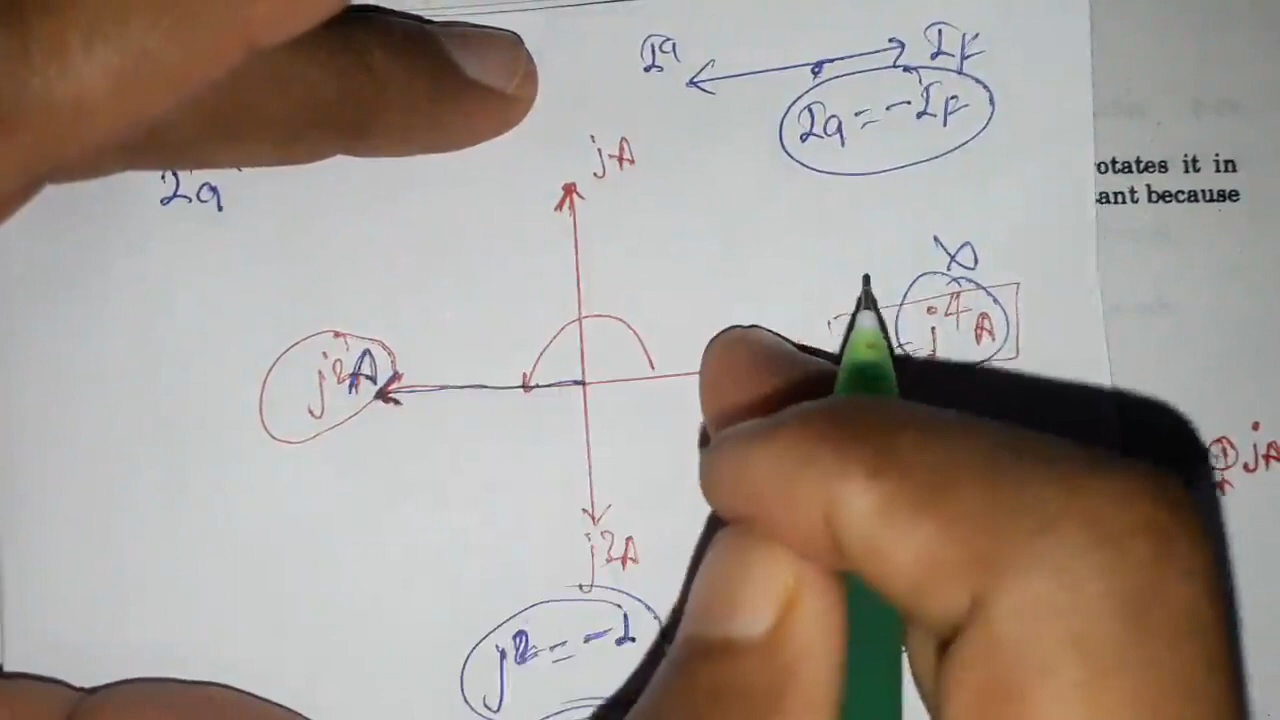 Ia
IF
Ia = -IF
Ia
otates it in
ant because
jA
j⁴A
j²A
jA
j³A
j² = -1